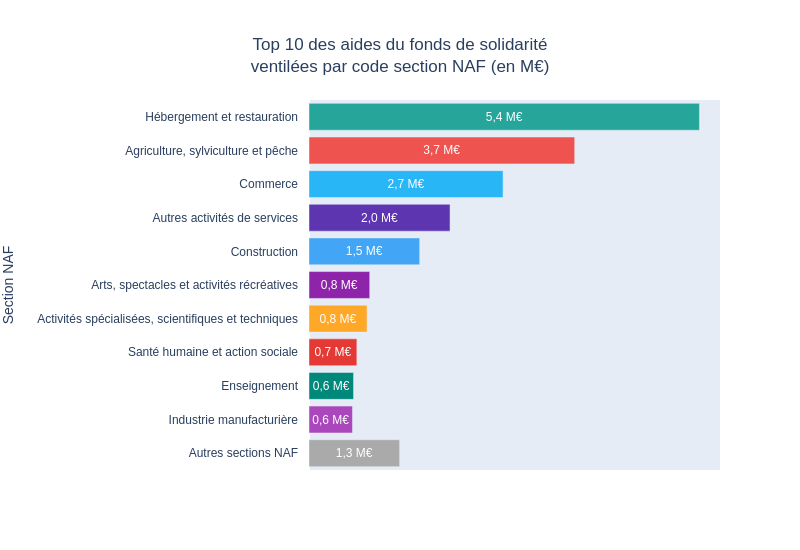 Top 10 des aides du fonds de solidarité
ventilées par code section NAF (en M€)
Section NAF
Hébergement et restauration 5,4 M€
Agriculture, sylviculture et pêche 3,7 M€
Commerce 2,7 M€
Autres activités de services 2,0 M€
Construction 1,5 M€
Arts, spectacles et activités récréatives 0,8 M€
Activités spécialisées, scientifiques et techniques 0,8 M€
Santé humaine et action sociale 0,7 M€
Enseignement 0,6 M€
Industrie manufacturière 0,6 M€
Autres sections NAF 1,3 M€